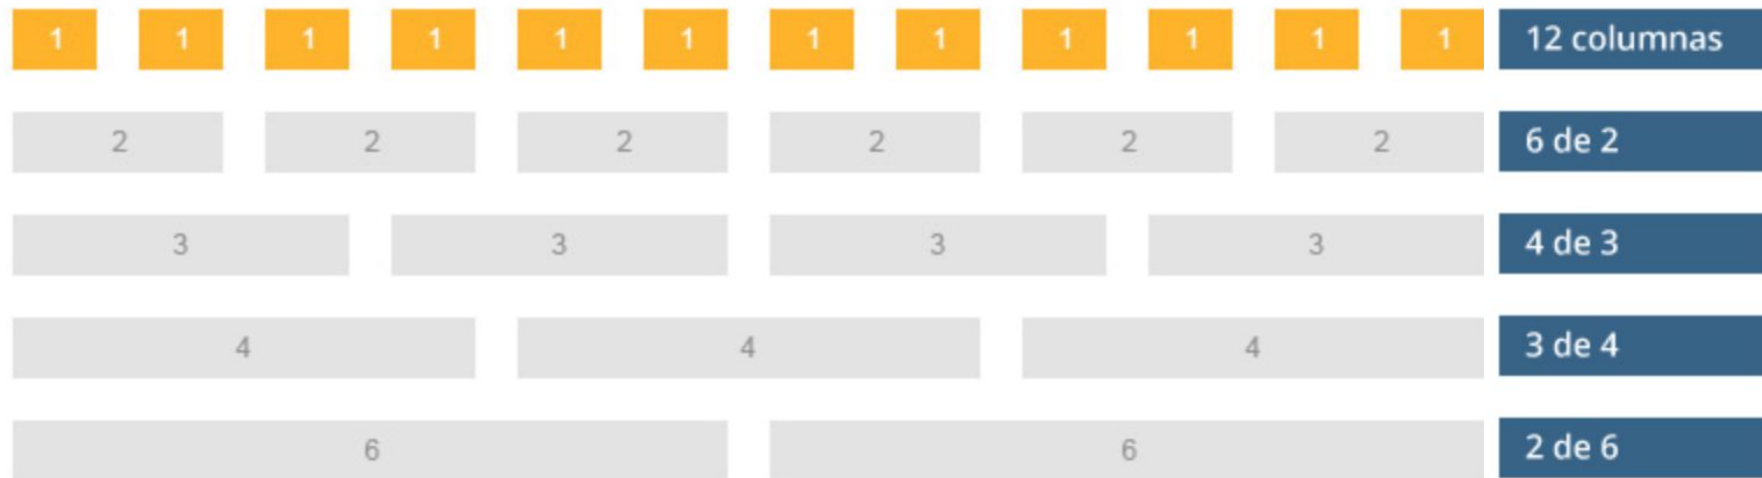 1 1 1 1 1 1 1 1 1 1 1 1 12 columnas
2 2 2 2 2 2 6 de 2
3 3 3 3 4 de 3
4 4 4 3 de 4
6 6 2 de 6